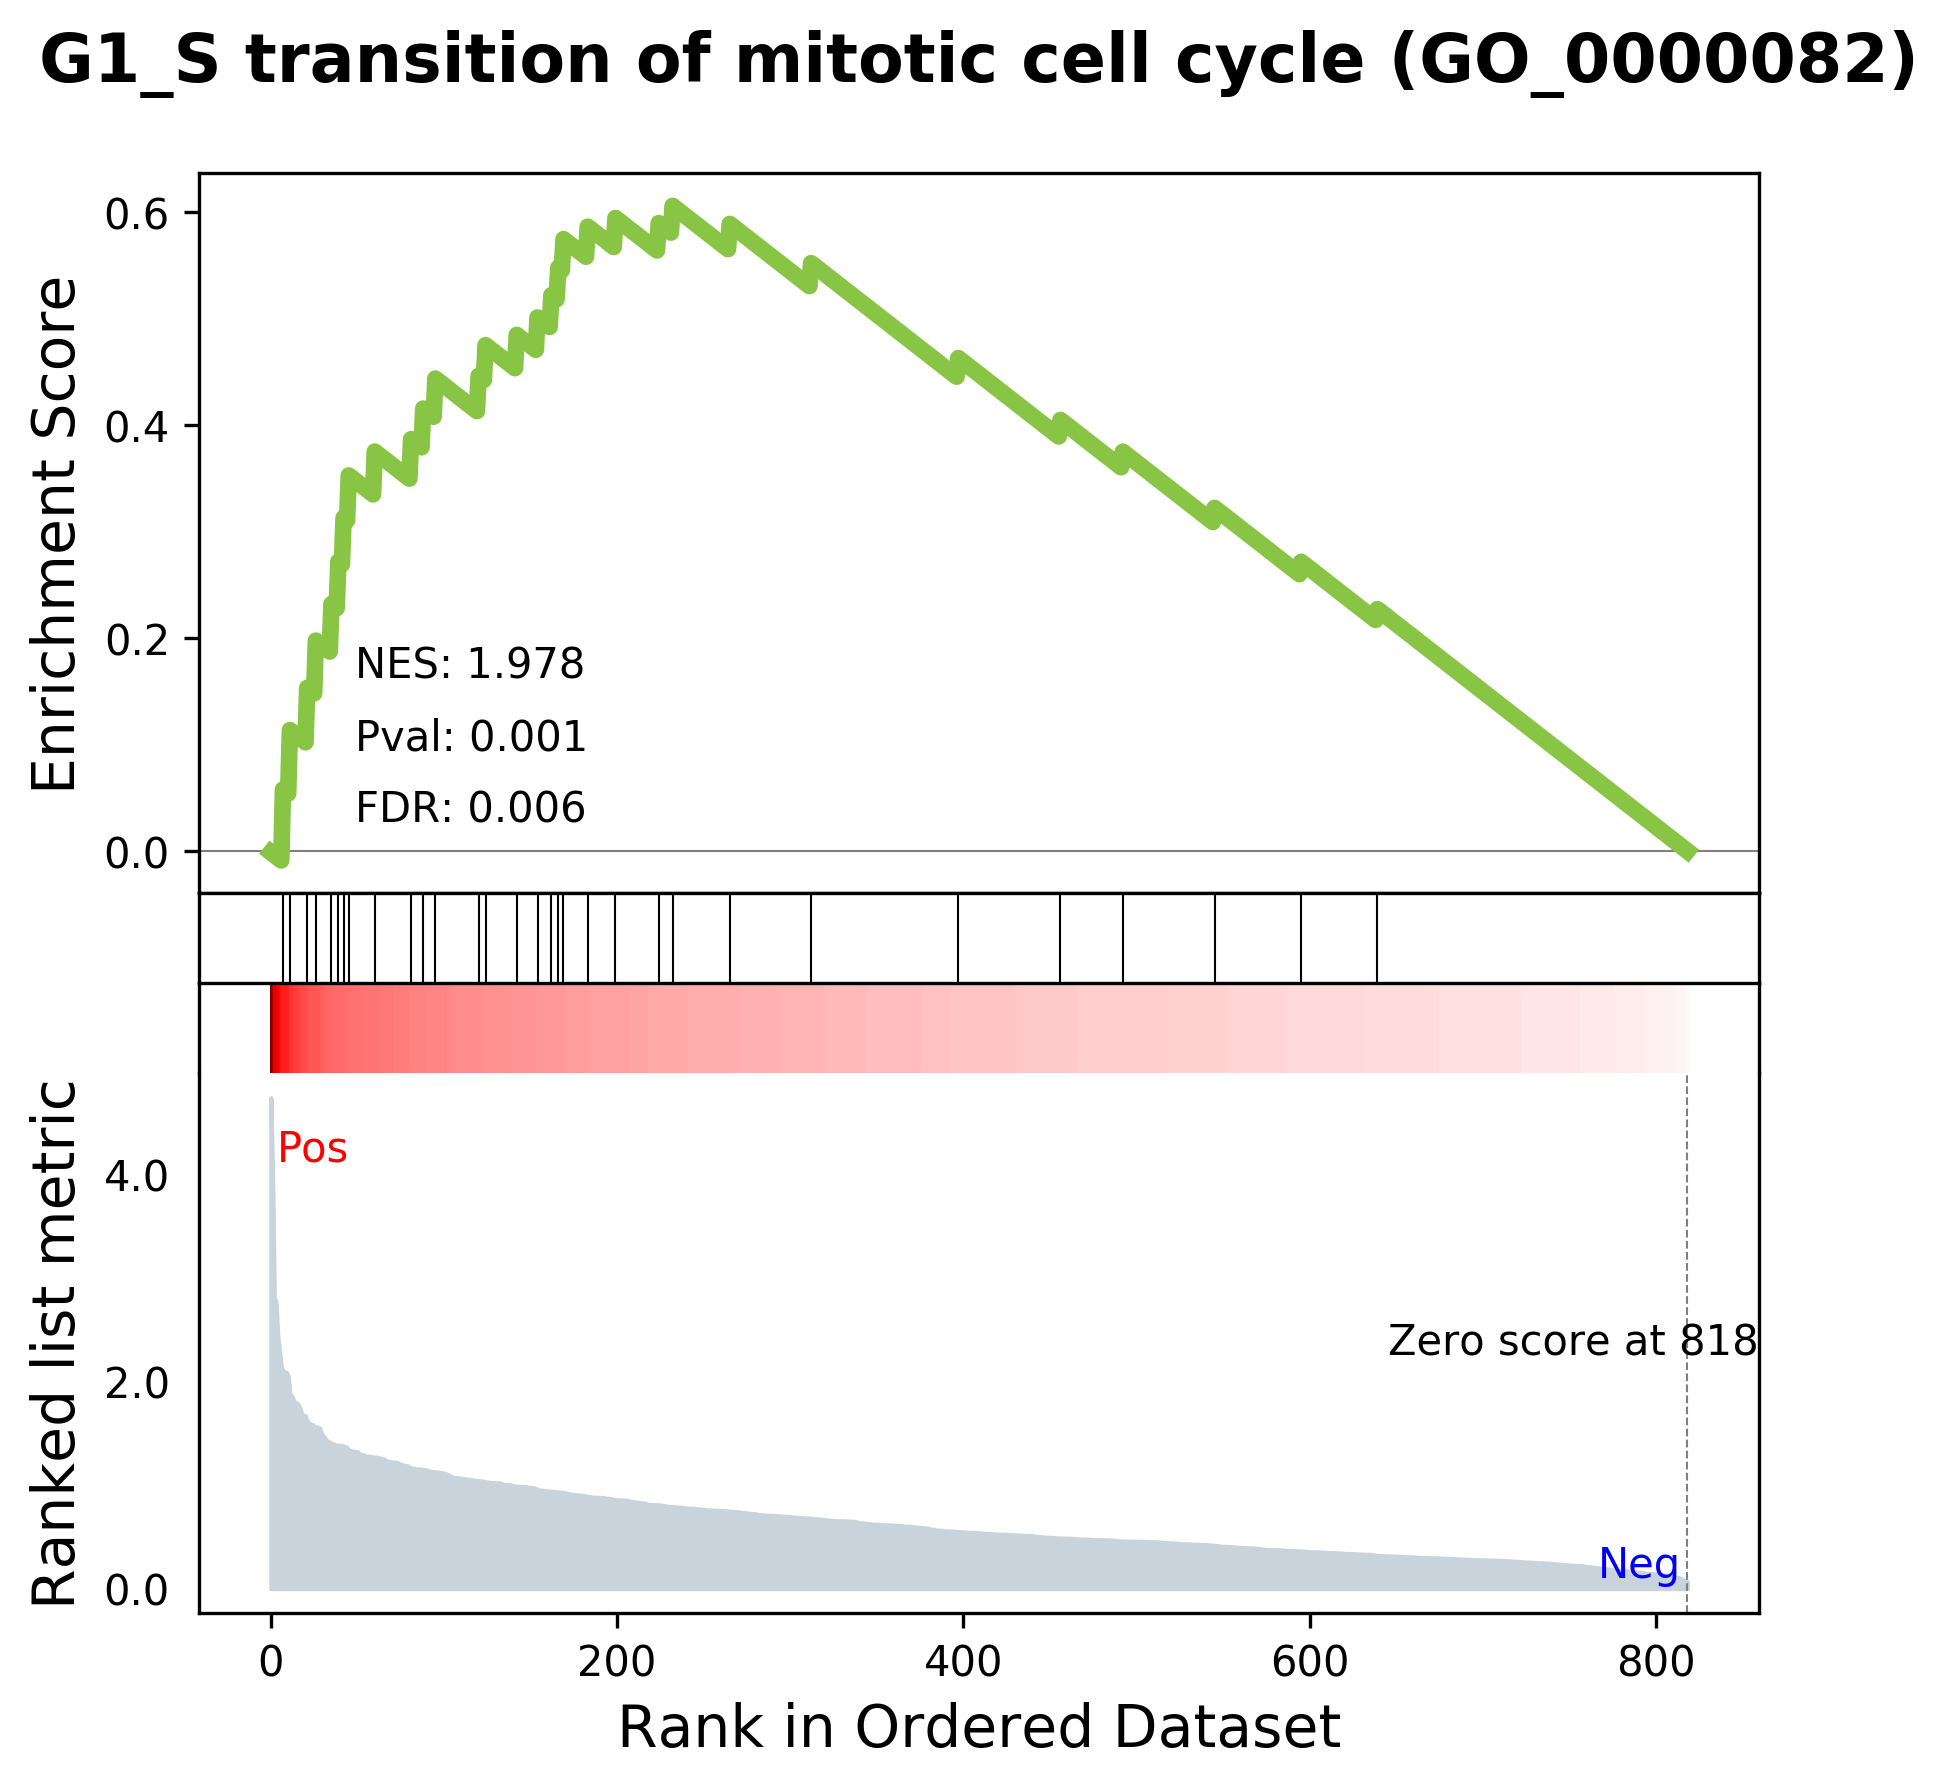 G1_S transition of mitotic cell cycle (GO_0000082)
Enrichment Score
0.6
0.4
0.2
0.0
NES: 1.978
Pval: 0.001
FDR: 0.006
Ranked list metric
4.0
2.0
0.0
Pos
Zero score at 818
Neg
0 200 400 600 800
Rank in Ordered Dataset